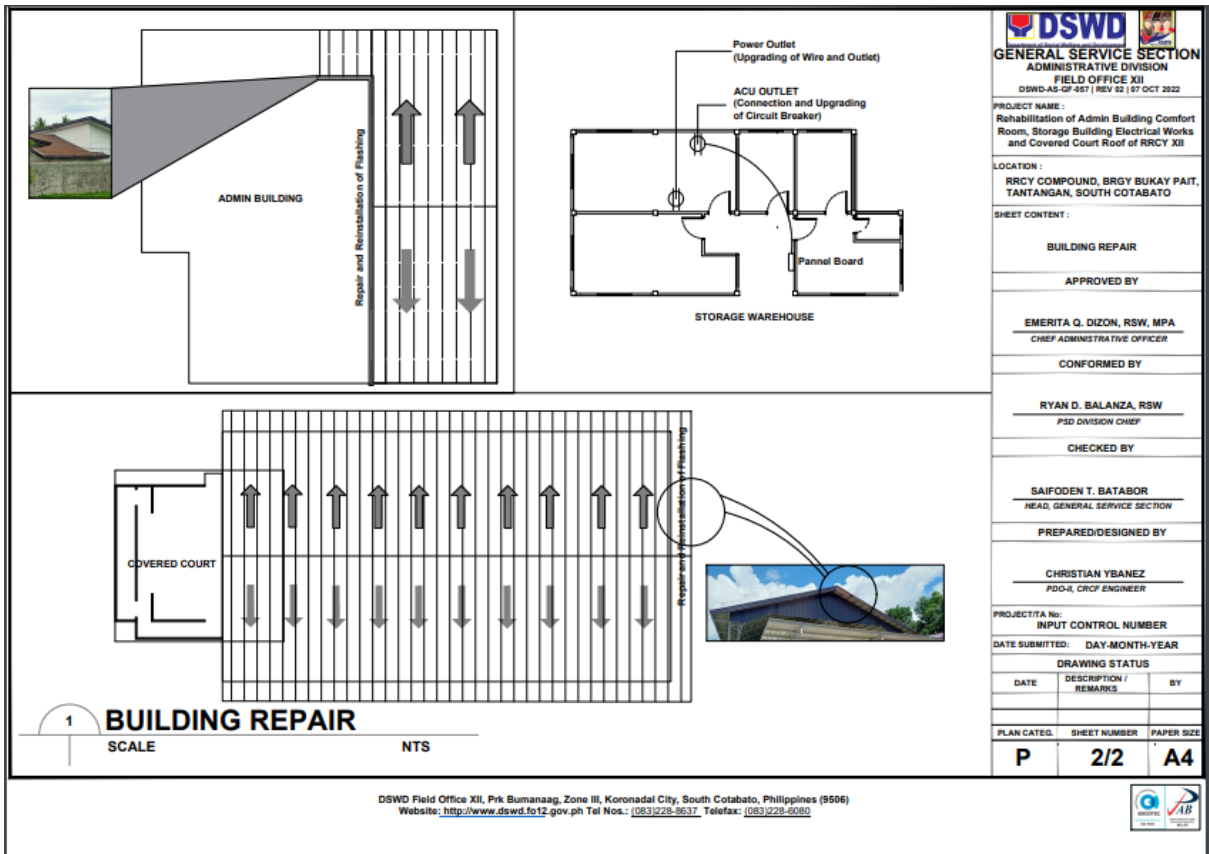 ADMIN BUILDING
Repair and Reinstallation of Flashing
Power Outlet
(Upgrading of Wire and Outlet)
ACU OUTLET
(Connection and Upgrading
of Circuit Breaker)
Pannel Board
STORAGE WAREHOUSE
COVERED COURT
Repair and Reinstallation of Flashing
1
BUILDING REPAIR
SCALE NTS
DSWD
Department of Social Welfare and Development
GENERAL SERVICE SECTION
ADMINISTRATIVE DIVISION
FIELD OFFICE XII
DSWD-AS-GF-057 | REV 02 | 07 OCT 2022
PROJECT NAME :
Rehabilitation of Admin Building Comfort
Room, Storage Building Electrical Works
and Covered Court Roof of RRCY XII
LOCATION :
RRCY COMPOUND, BRGY BUKAY PAIT,
TANTANGAN, SOUTH COTABATO
SHEET CONTENT :
BUILDING REPAIR
APPROVED BY
EMERITA Q. DIZON, RSW, MPA
CHIEF ADMINISTRATIVE OFFICER
CONFORMED BY
RYAN D. BALANZA, RSW
PSD DIVISION CHIEF
CHECKED BY
SAIFODEN T. BATABOR
HEAD, GENERAL SERVICE SECTION
PREPARED/DESIGNED BY
CHRISTIAN YBANEZ
PDO-II, CRCF ENGINEER
PROJECT/TA No:
INPUT CONTROL NUMBER
DATE SUBMITTED: DAY-MONTH-YEAR
DRAWING STATUS
DATE DESCRIPTION / REMARKS BY
PLAN CATEG. SHEET NUMBER PAPER SIZE
P 2/2 A4
DSWD Field Office XII, Prk Bumanaag, Zone III, Koronadal City, South Cotabato, Philippines (9506)
Website: http://www.dswd.fo12.gov.ph Tel Nos.: (083)228-8637 Telefax: (083)228-6080
SOCOTEC
PAB